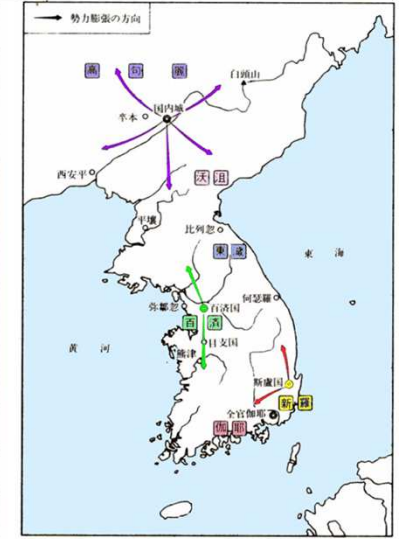 勢力膨張の方向
高句麗
白頭山
国内城
卒本
西安平
沃沮
平壌
比列忽
東濊
東海
何瑟羅
弥鄒忽
百済国
百済
目支国
黄河
熊津
斯盧国
新羅
全官伽耶
伽耶